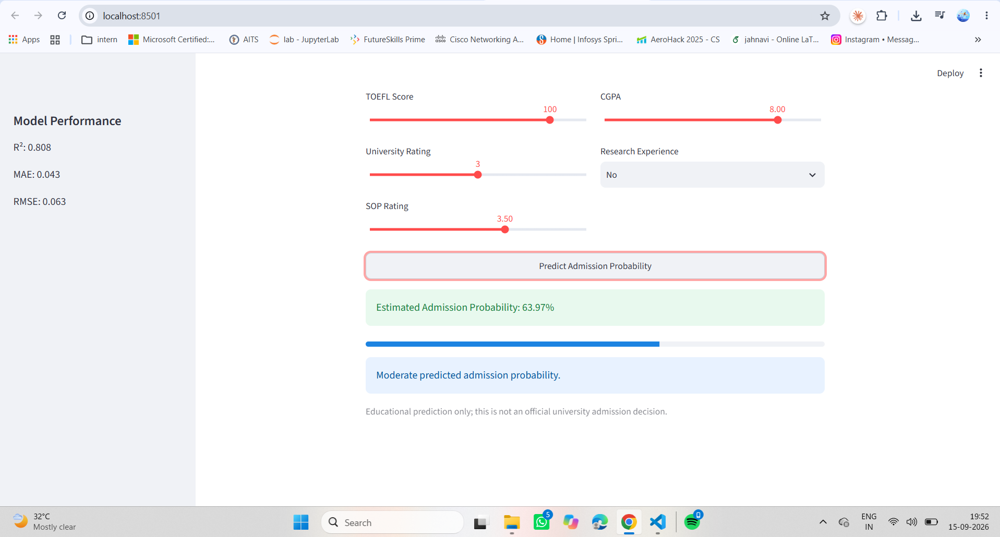 localhost:8501
Apps
intern
Microsoft Certified:...
AITS
lab - JupyterLab
FutureSkills Prime
cisco
Cisco Networking A...
Home | Infosys Spri...
AeroHack 2025 - CS
jahnavi - Online LaT...
Instagram • Messag...
Deploy
Model Performance
R²: 0.808
MAE: 0.043
RMSE: 0.063
TOEFL Score
100
CGPA
8.00
University Rating
3
Research Experience
No
SOP Rating
3.50
Predict Admission Probability
Estimated Admission Probability: 63.97%
Moderate predicted admission probability.
Educational prediction only; this is not an official university admission decision.
32°C
Mostly clear
Search
5
ENG
IN
19:52
15-09-2026